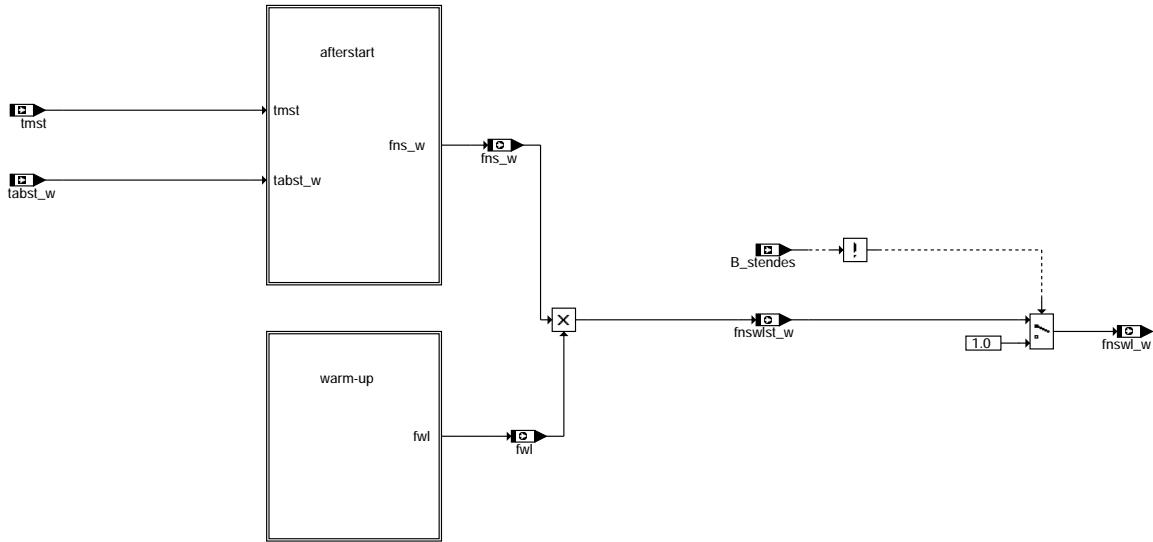 afterstart
tmst
tmst
fns_w
fns_w
tabst_w
tabst_w
B_stendes
!
×
fnswlst_w
1.0
fnswl_w
warm-up
fwl
fwl